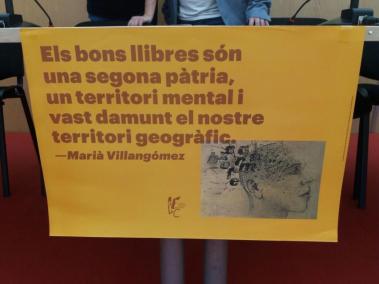 Els bons llibres són
una segona pàtria,
un territori mental i
vast damunt el nostre
territori geogràfic.
—Marià Villangómez